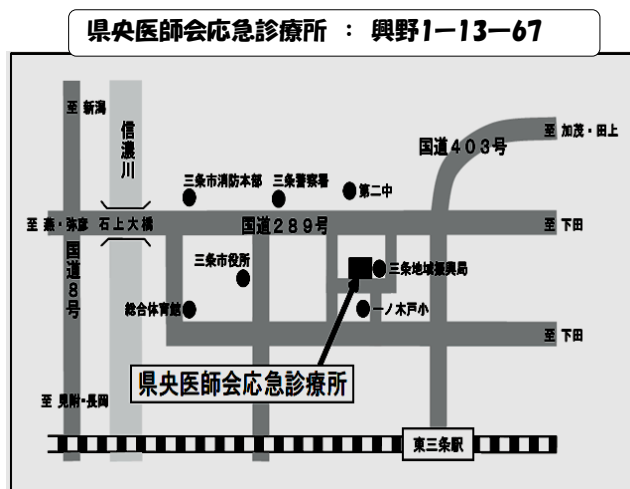 県央医師会応急診療所 ： 興野1－13－67
至 新潟
信濃川
国道403号
至 加茂・田上
三条市消防本部
三条警察署
第二中
至 燕・弥彦
石上大橋
国道289号
至 下田
国道8号
三条市役所
三条地域振興局
総合体育館
一ノ木戸小
至 下田
県央医師会応急診療所
至 見附・長岡
東三条駅